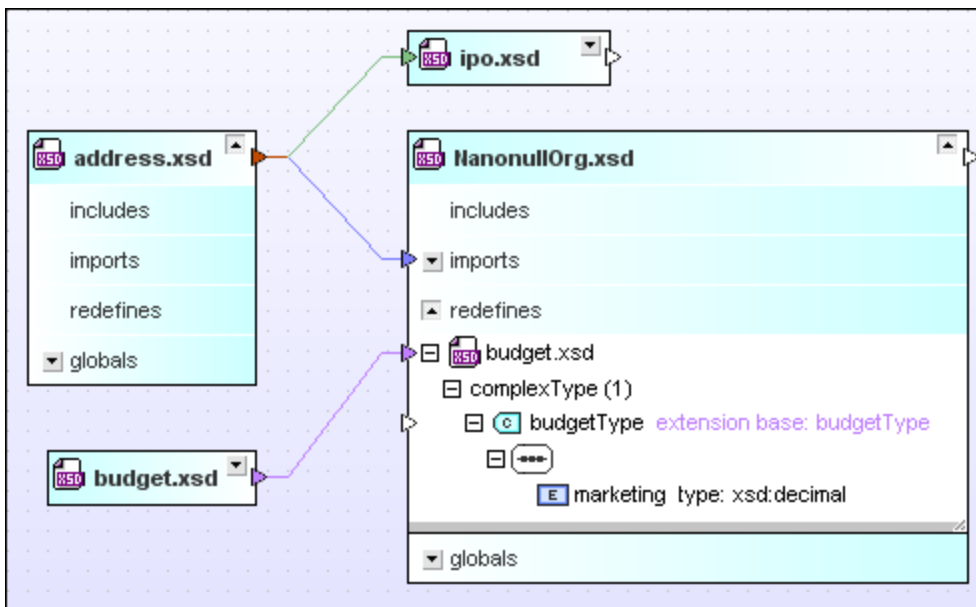 ipo.xsd
address.xsd
includes
imports
redefines
globals
budget.xsd
NanonullOrg.xsd
includes
imports
redefines
XSD budget.xsd
complexType (1)
C budgetType extension base: budgetType
E marketing type: xsd:decimal
globals